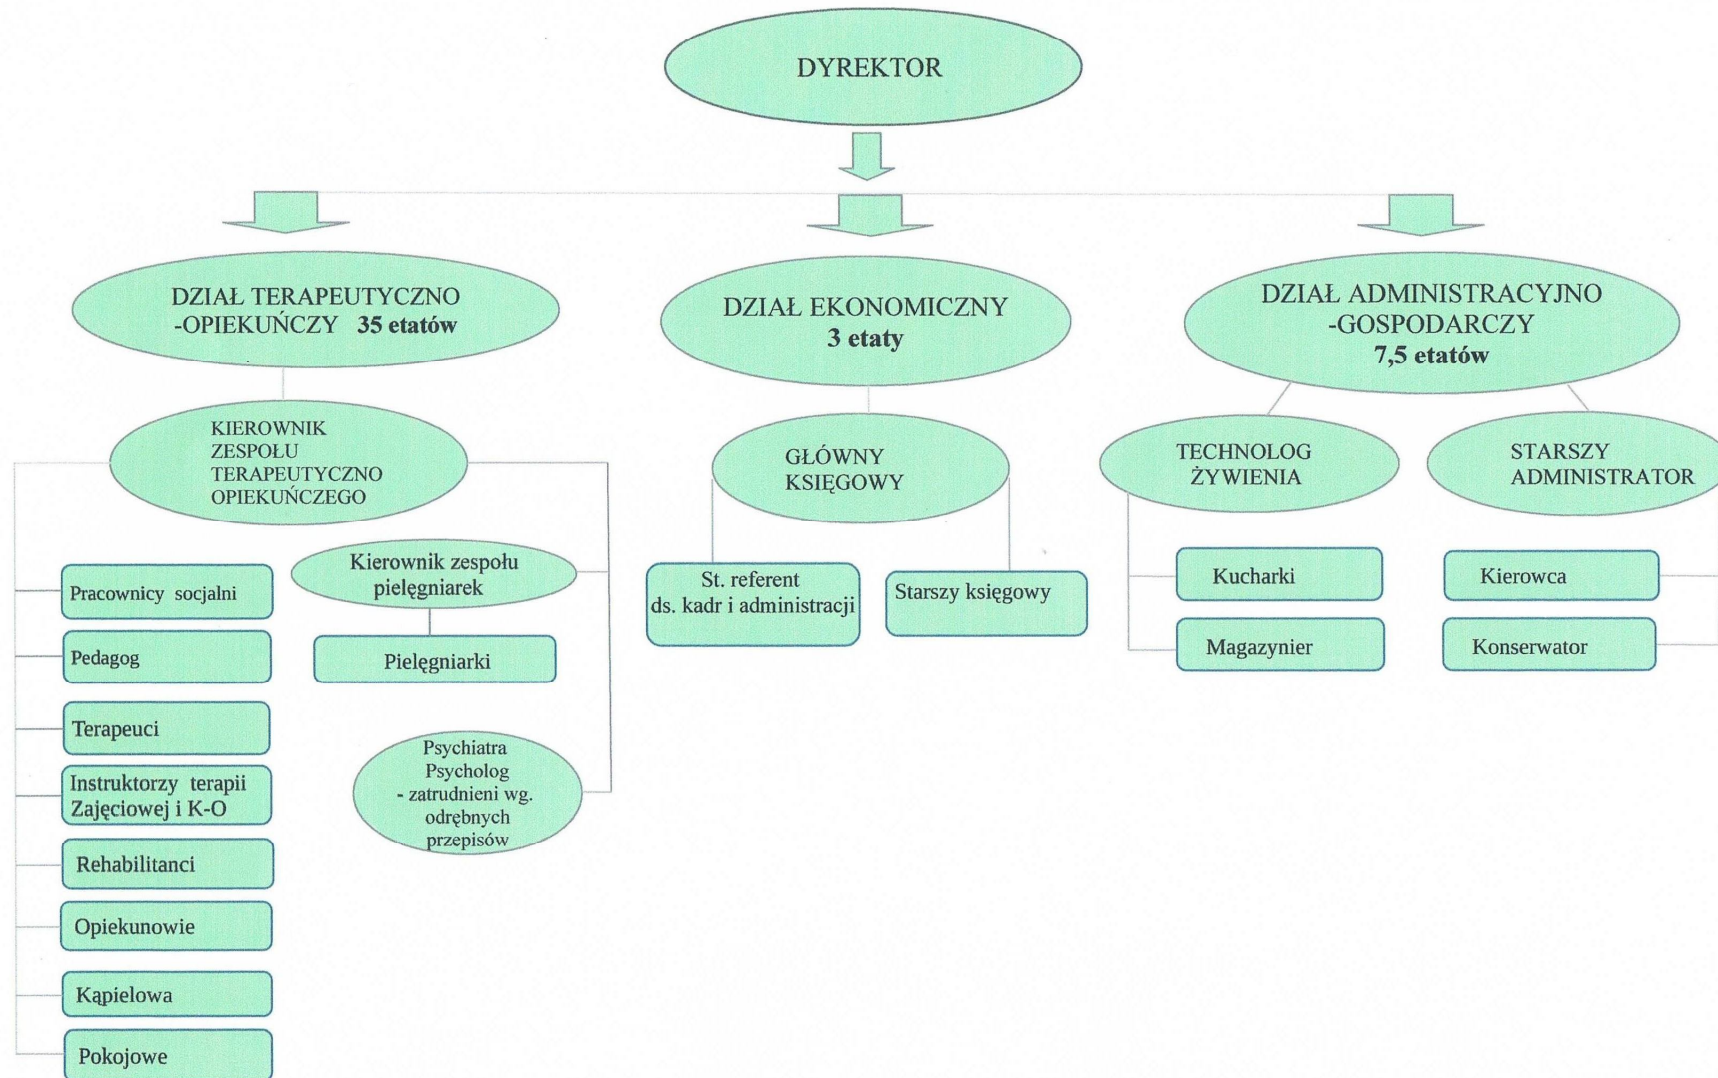 DYREKTOR
DZIAŁ TERAPEUTYCZNO
-OPIEKUŃCZY 35 etatów
DZIAŁ EKONOMICZNY
3 etaty
DZIAŁ ADMINISTRACYJNO
-GOSPODARCZY
7,5 etatów
KIEROWNIK
ZESPOŁU
TERAPEUTYCZNO
OPIEKUŃCZEGO
GŁÓWNY
KSIĘGOWY
TECHNOLOG
ŻYWIENIA
STARSZY
ADMINISTRATOR
Pracownicy socjalni
Pedagog
Terapeuci
Instruktorzy terapii
Zajęciowej i K-O
Rehabilitanci
Opiekunowie
Kąpielowa
Pokojowe
Kierownik zespołu
pielęgniarek
Pielęgniarki
Psychiatra
Psycholog
- zatrudnieni wg.
odrębnych
przepisów
St. referent
ds. kadr i administracji
Starszy księgowy
Kucharki
Magazynier
Kierowca
Konserwator